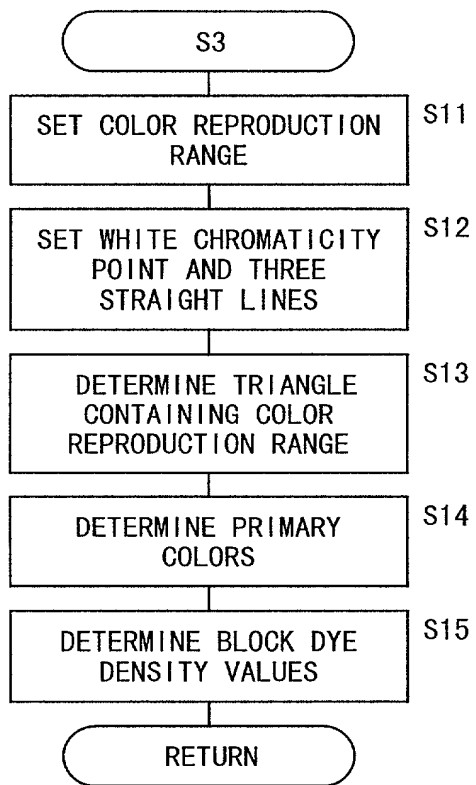 S3
SET COLOR REPRODUCTION
RANGE
S11
SET WHITE CHROMATICITY
POINT AND THREE
STRAIGHT LINES
S12
DETERMINE TRIANGLE
CONTAINING COLOR
REPRODUCTION RANGE
S13
DETERMINE PRIMARY
COLORS
S14
DETERMINE BLOCK DYE
DENSITY VALUES
S15
RETURN